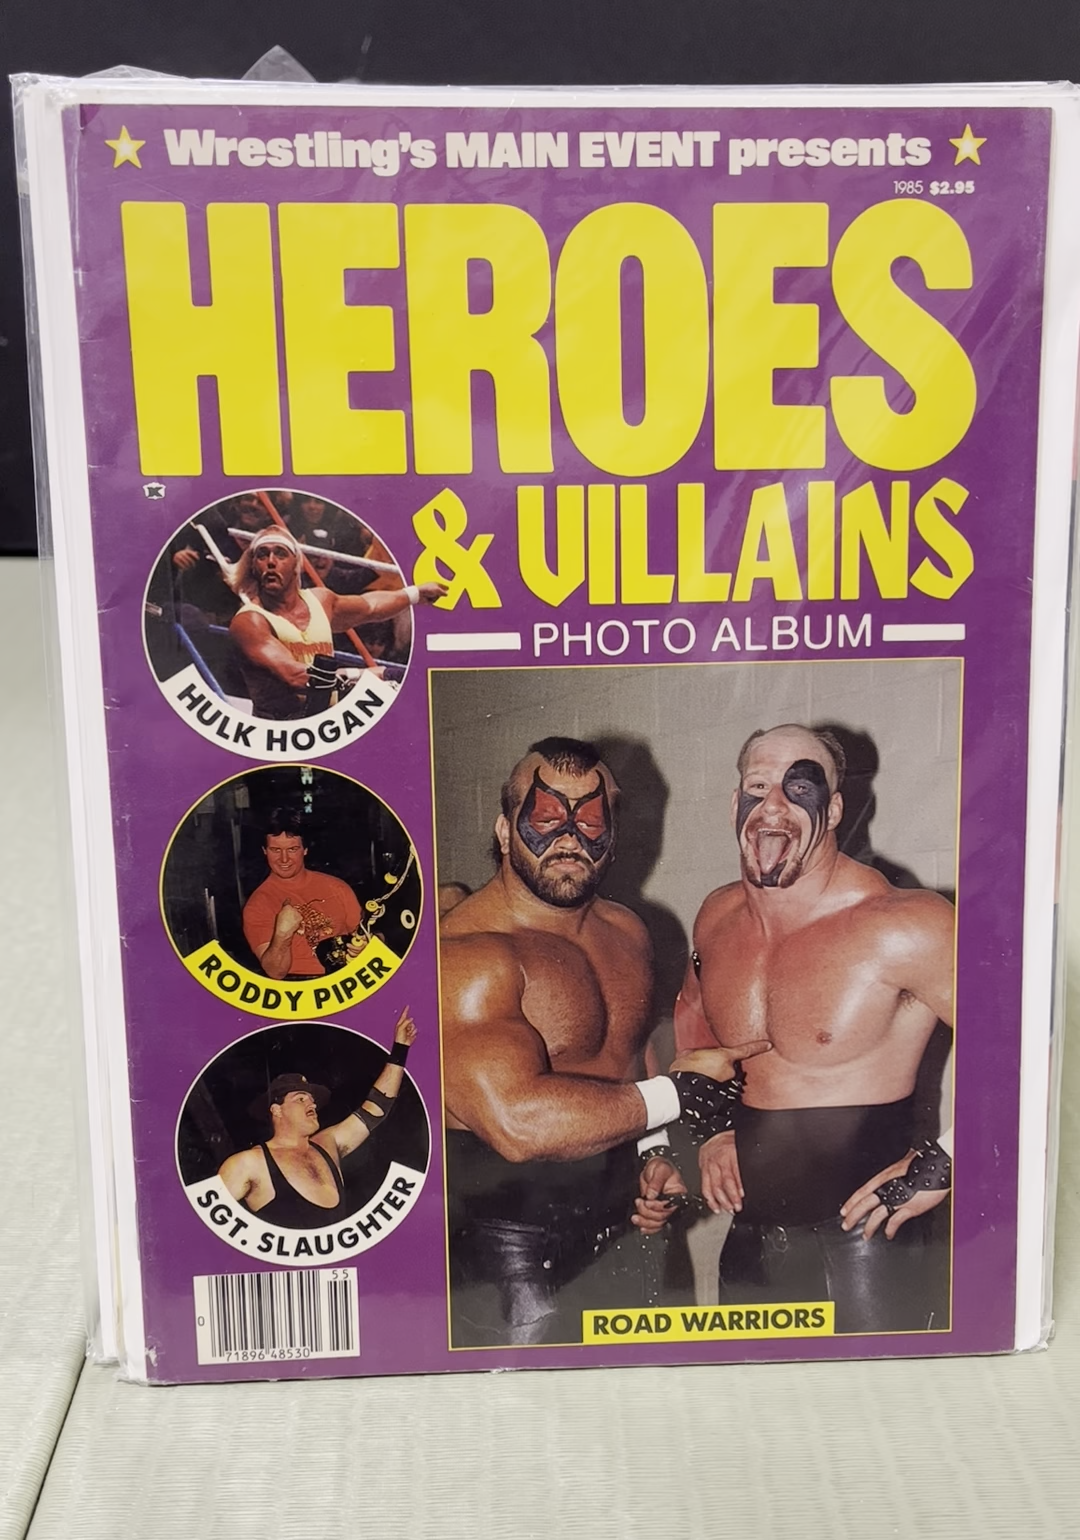 Wrestling's MAIN EVENT presents
1985 $2.95
HEROES
& VILLAINS
PHOTO ALBUM
K
HULK HOGAN
RODDY PIPER
SGT. SLAUGHTER
ROAD WARRIORS
55
0 71896 48530